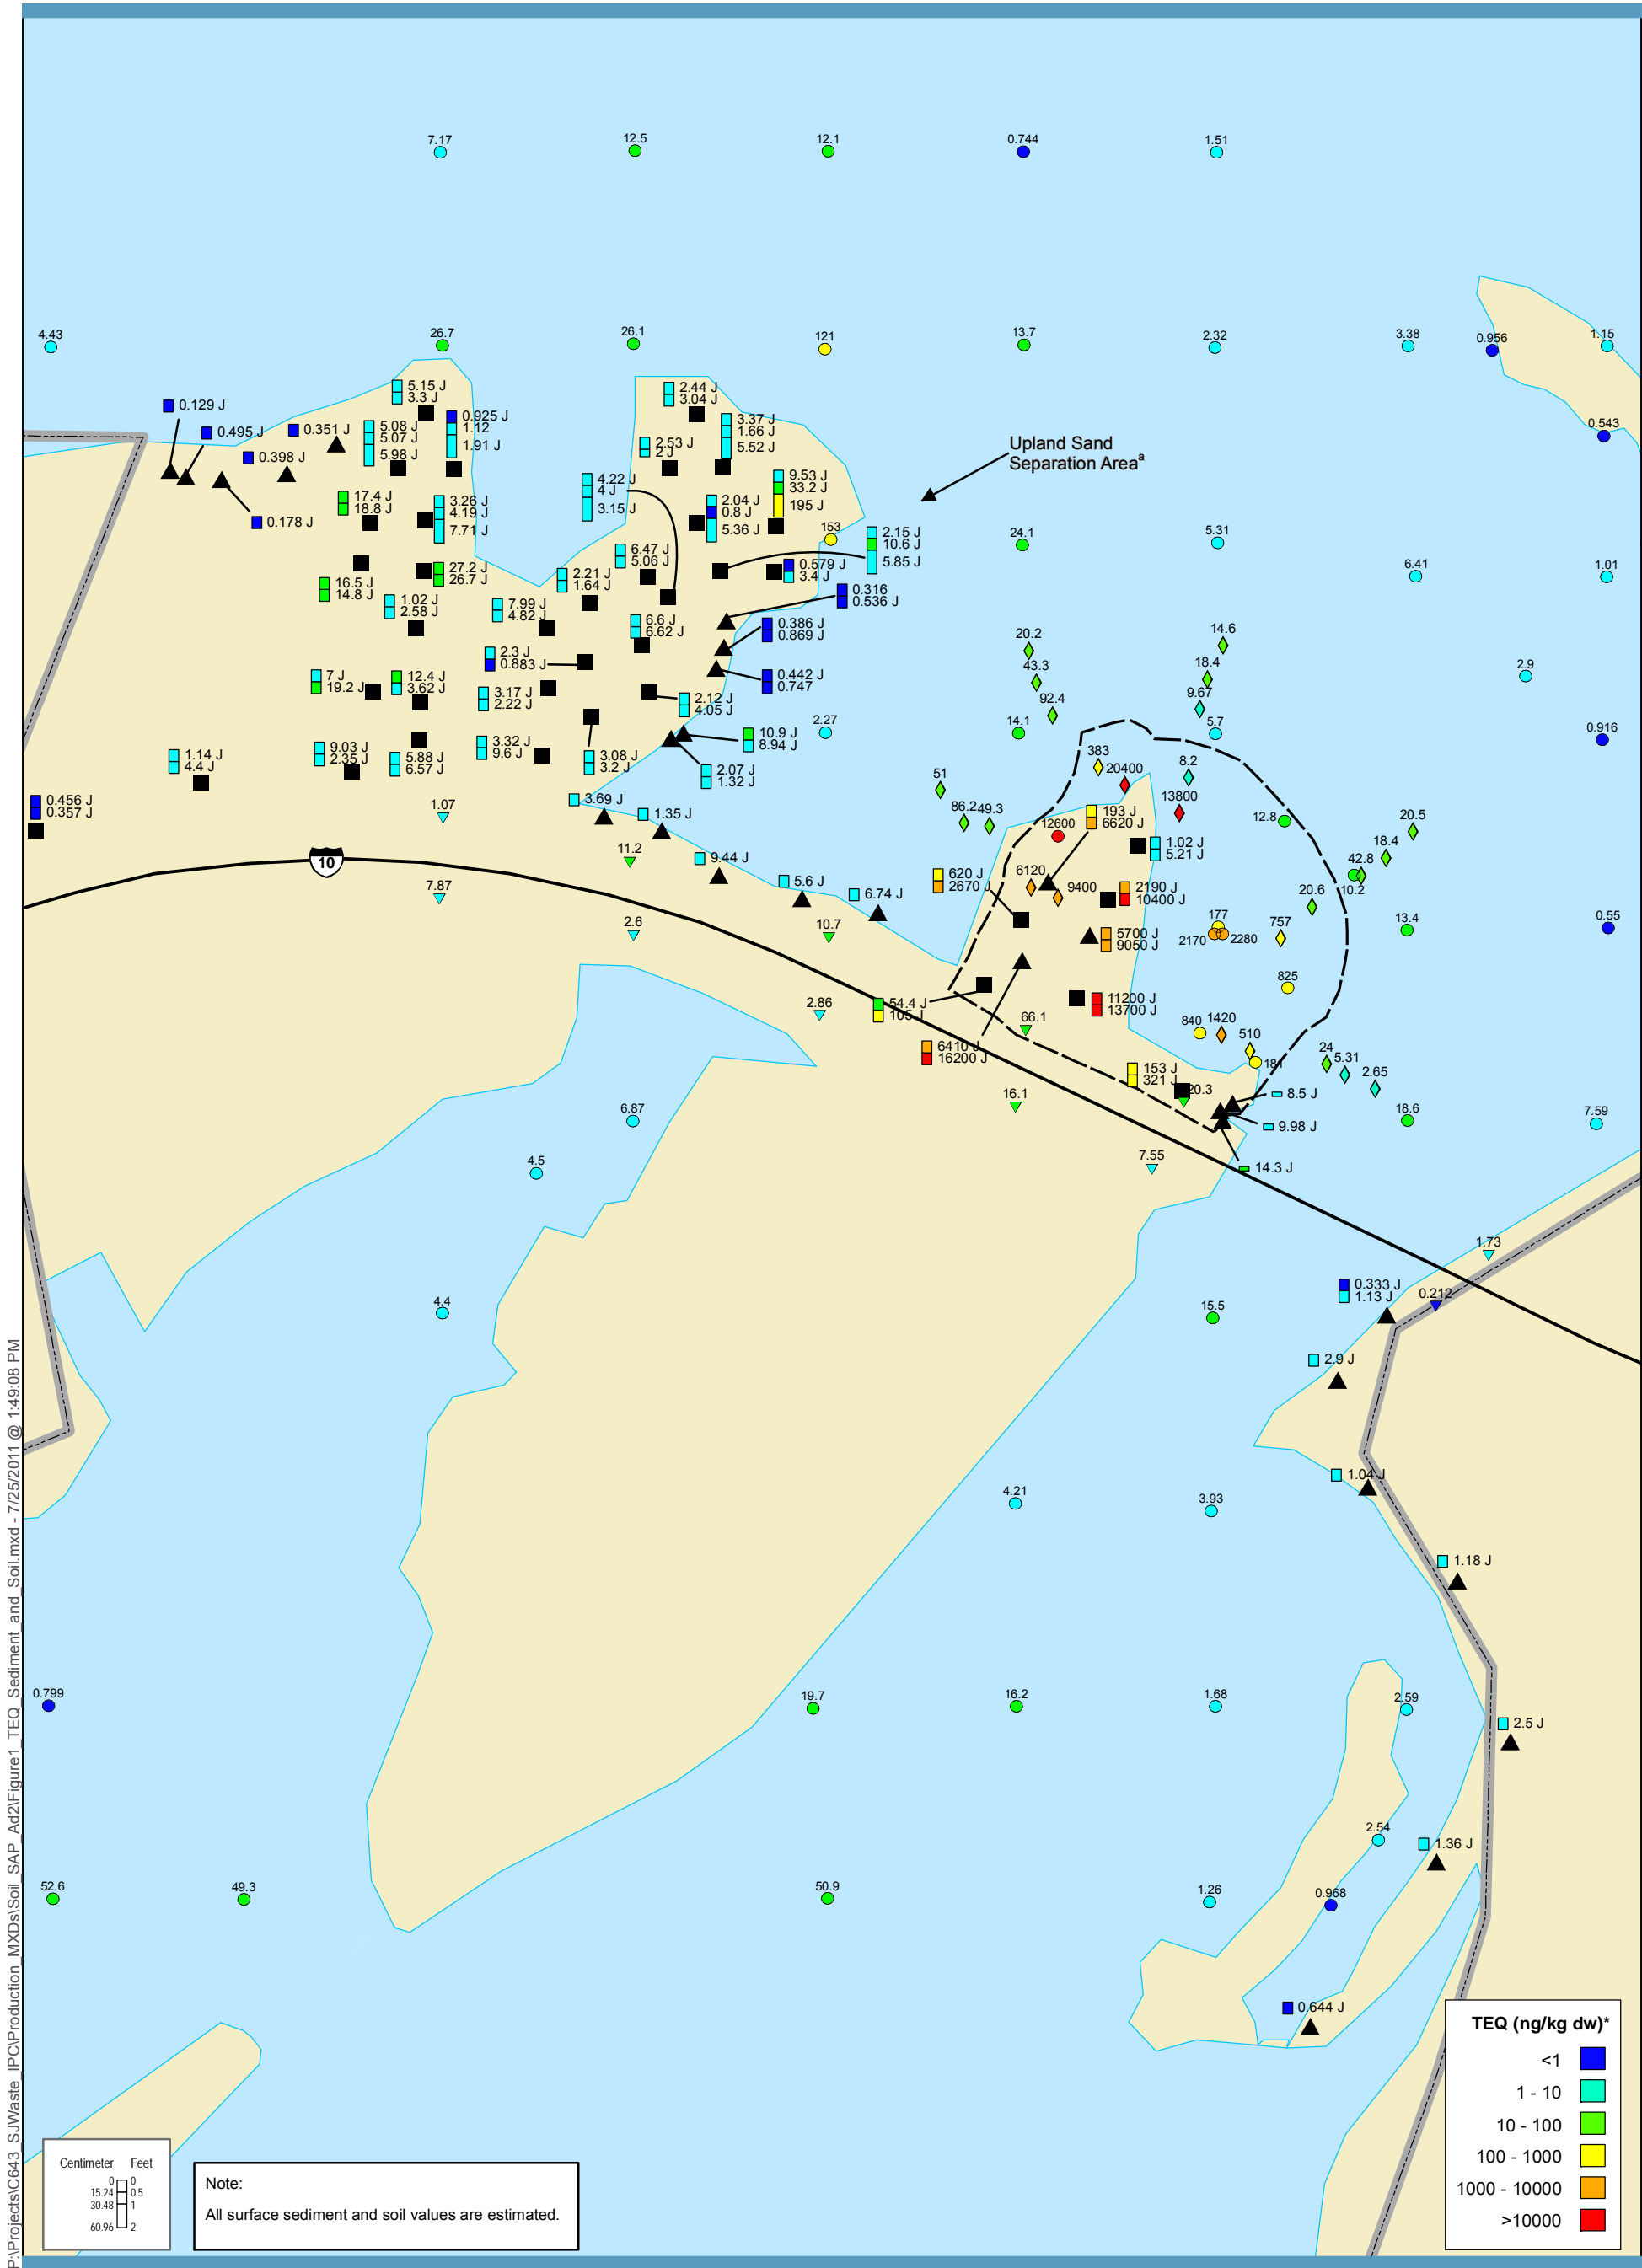 7.17
12.5
12.1
0.744
1.51
4.43
26.7
26.1
121
13.7
2.32
3.38
0.956
1.15
0.543
0.129 J
0.495 J
0.351 J
0.398 J
0.178 J
5.15 J
3.3 J
5.08 J
5.07 J
5.98 J
0.925 J
1.12
1.91 J
2.44 J
3.04 J
3.37 J
1.66 J
5.52 J
2.53 J
2 J
Upland Sand
Separation Area^a
17.4 J
18.8 J
3.26 J
4.19 J
7.71 J
4.22 J
4 J
3.15 J
2.04 J
0.8 J
5.36 J
9.53 J
33.2 J
195 J
153
2.15 J
10.6 J
5.85 J
24.1
5.31
6.41
1.01
16.5 J
14.8 J
27.2 J
26.7 J
1.02 J
2.58 J
7.99 J
4.82 J
2.21 J
1.64 J
6.47 J
5.06 J
0.579 J
3.4 J
0.316
0.536 J
0.386 J
0.869 J
6.6 J
6.62 J
2.3 J
0.883 J
0.442 J
0.747
20.2
43.3
92.4
14.6
18.4
9.67
5.7
2.9
0.916
7 J
19.2 J
12.4 J
3.62 J
3.17 J
2.22 J
2.12 J
4.05 J
2.27
14.1
10.9 J
8.94 J
1.14 J
4.4 J
9.03 J
2.35 J
5.88 J
6.57 J
3.32 J
9.6 J
3.08 J
3.2 J
2.07 J
1.32 J
0.456 J
0.357 J
1.07
3.69 J
1.35 J
51
86.2
49.3
383
20400
8.2
13800
12.8
20.5
18.4
42.8
10.2
20.6
12600
193 J
6620 J
1.02 J
5.21 J
10
11.2
7.87
9.44 J
5.6 J
6.74 J
620 J
2670 J
6120
9400
2190 J
10400 J
177
2170
2280
757
13.4
0.55
2.6
10.7
5700 J
9050 J
825
2.86
54.4 J
105 J
66.1
11200 J
13700 J
840
1420
510
181
24
5.31
2.65
6410 J
16200 J
153 J
321 J
20.3
8.5 J
9.98 J
14.3 J
16.1
18.6
7.59
6.87
4.5
7.55
1.73
0.333 J
1.13 J
0.212
4.4
15.5
2.9 J
1.04 J
4.21
3.93
1.18 J
0.799
19.7
16.2
1.68
2.59
2.5 J
2.54
1.36 J
52.6
49.3
50.9
1.26
0.968
0.644 J
TEQ (ng/kg dw)*
<1
1 - 10
10 - 100
100 - 1000
1000 - 10000
>10000
Centimeter Feet
0 0
15.24 0.5
30.48 1
60.96 2
Note:
All surface sediment and soil values are estimated.
P:\Projects\C643_SJWaste_IPC\Production_MXDs\Soil_SAP_Ad2\Figure1_TEQ_Sediment_and_Soil.mxd - 7/25/2011 @ 1:49:08 PM